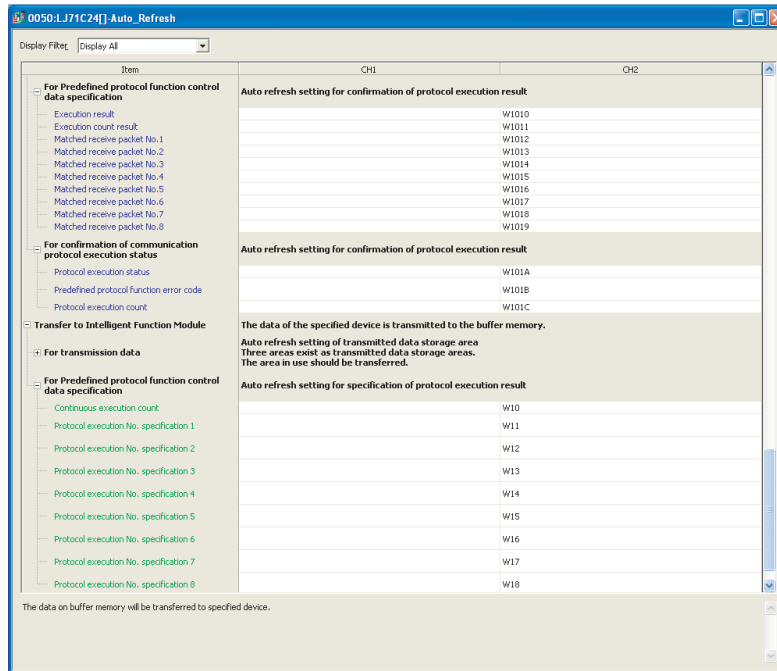 0050:LJ71C24[]-Auto_Refresh
Display Filter Display All
Item CH1 CH2
For Predefined protocol function control
data specification
Auto refresh setting for confirmation of protocol execution result
Execution result W1010
Execution count result W1011
Matched receive packet No.1 W1012
Matched receive packet No.2 W1013
Matched receive packet No.3 W1014
Matched receive packet No.4 W1015
Matched receive packet No.5 W1016
Matched receive packet No.6 W1017
Matched receive packet No.7 W1018
Matched receive packet No.8 W1019
For confirmation of communication
protocol execution status
Auto refresh setting for confirmation of protocol execution result
Protocol execution status W101A
Predefined protocol function error code W101B
Protocol execution count W101C
Transfer to Intelligent Function Module The data of the specified device is transmitted to the buffer memory.
For transmission data
Auto refresh setting of transmitted data storage area
Three areas exist as transmitted data storage areas.
The area in use should be transferred.
For Predefined protocol function control
data specification
Auto refresh setting for specification of protocol execution result
Continuous execution count W10
Protocol execution No. specification 1 W11
Protocol execution No. specification 2 W12
Protocol execution No. specification 3 W13
Protocol execution No. specification 4 W14
Protocol execution No. specification 5 W15
Protocol execution No. specification 6 W16
Protocol execution No. specification 7 W17
Protocol execution No. specification 8 W18
The data on buffer memory will be transferred to specified device.